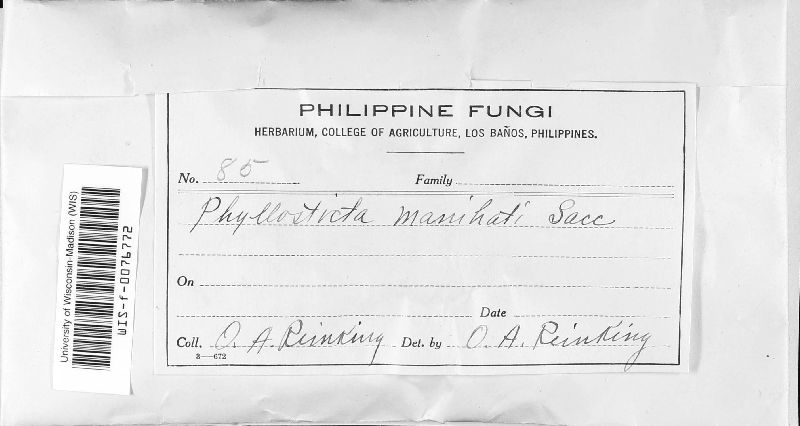 PHILIPPINE FUNGI
HERBARIUM, COLLEGE OF AGRICULTURE, LOS BAÑOS, PHILIPPINES.
No. 85 Family
Phyllosticta manihati Sacc
On
Date
Coll. O. A. Reinking Det. by O. A. Reinking
3—672
University of Wisconsin-Madison (WIS)
WIS-f-0076772